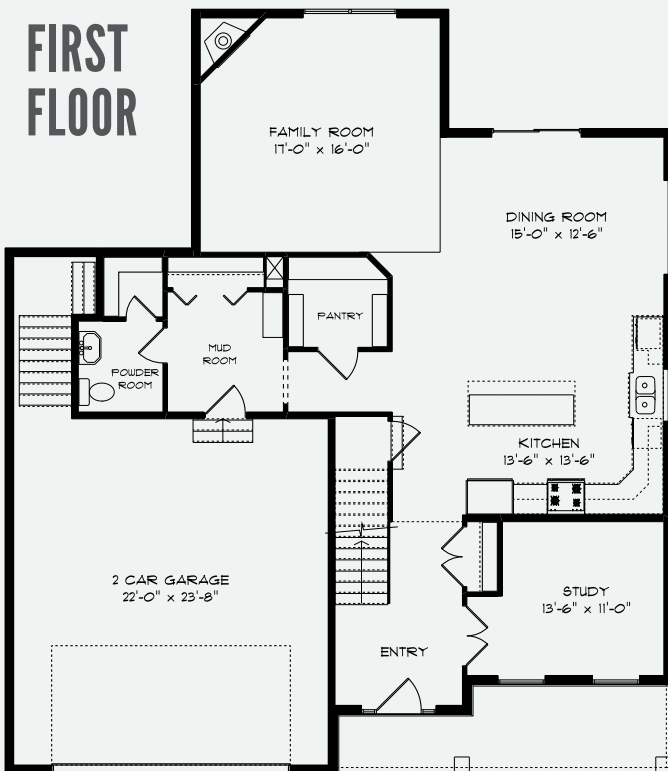 FIRST
FLOOR
FAMILY ROOM
17'-0" x 16'-0"
DINING ROOM
15'-0" x 12'-6"
PANTRY
MUD
ROOM
POWDER
ROOM
KITCHEN
13'-6" x 13'-6"
2 CAR GARAGE
22'-0" x 23'-8"
STUDY
13'-6" x 11'-0"
ENTRY